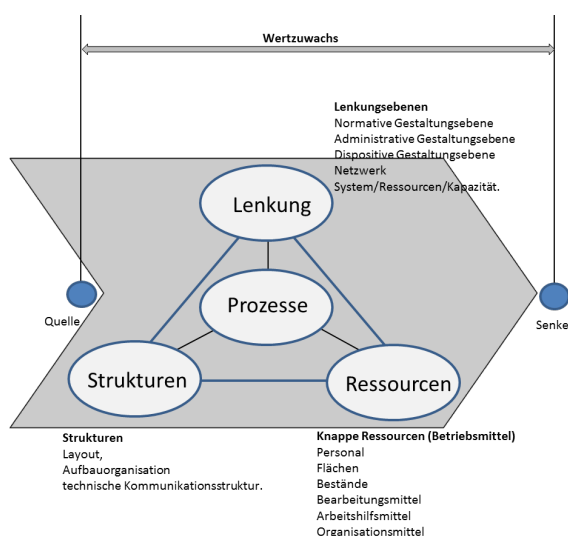 Wertzuwachs
Lenkungsebenen
Normative Gestaltungsebene
Administrative Gestaltungsebene
Dispositive Gestaltungsebene
Netzwerk
System/Ressourcen/Kapazität.
Lenkung
Prozesse
Quelle
Senke
Strukturen
Ressourcen
Strukturen
Layout,
Aufbauorganisation
technische Kommunikationsstruktur.
Knappe Ressourcen (Betriebsmittel)
Personal
Flächen
Bestände
Bearbeitungsmittel
Arbeitshilfsmittel
Organisationsmittel